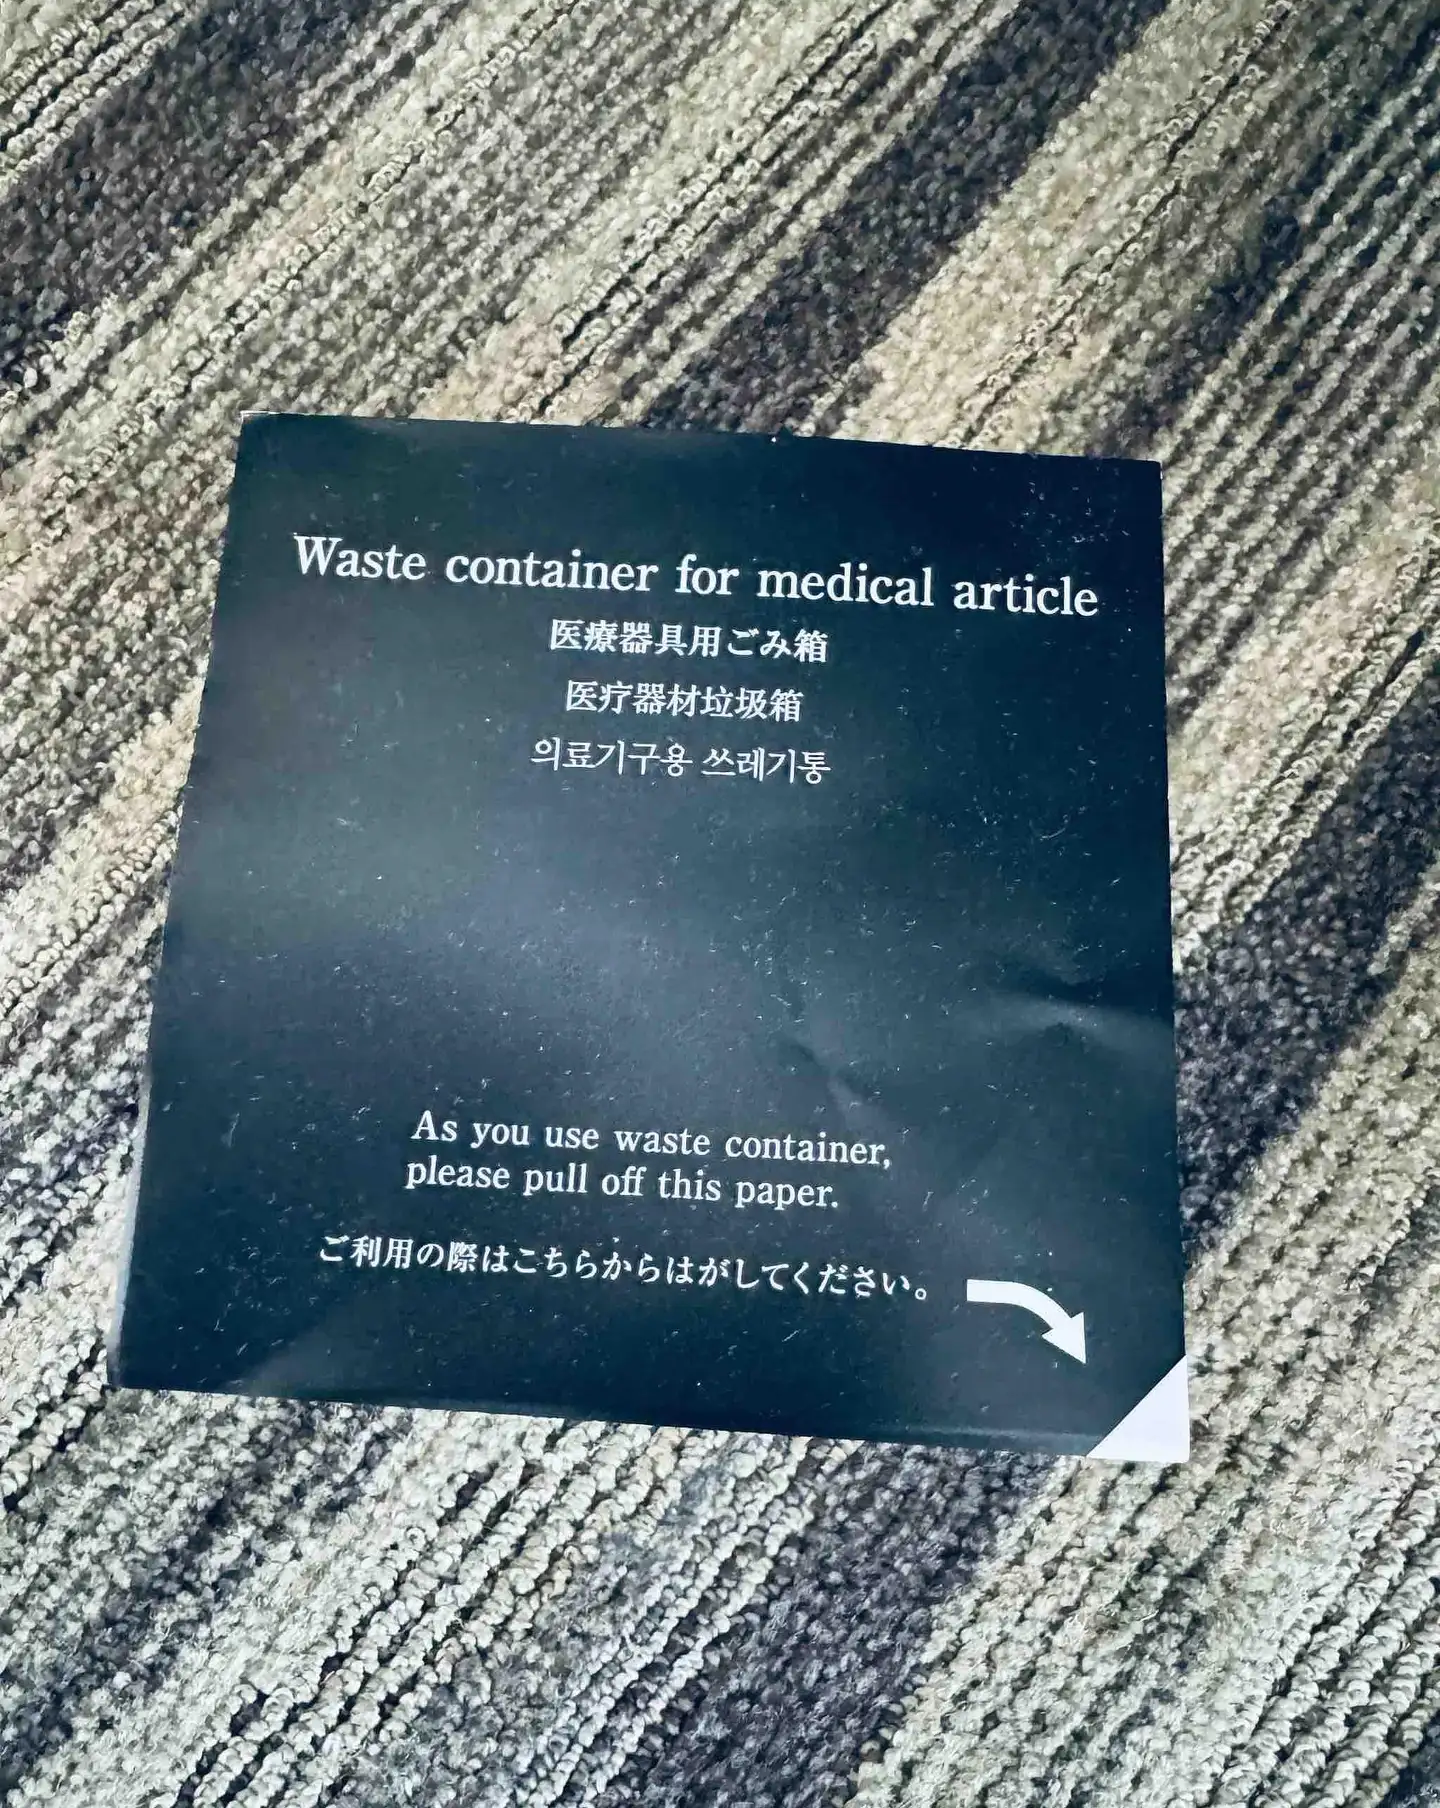 Waste container for medical article
医療器具用ごみ箱
医疗器材垃圾箱
의료기구용 쓰레기통
As you use waste container,
please pull off this paper.
ご利用の際はこちらからはがしてください。